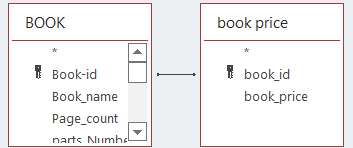 BOOK
*
Book-id
Book_name
Page_count
parts_Numbe
book price
*
book_id
book_price